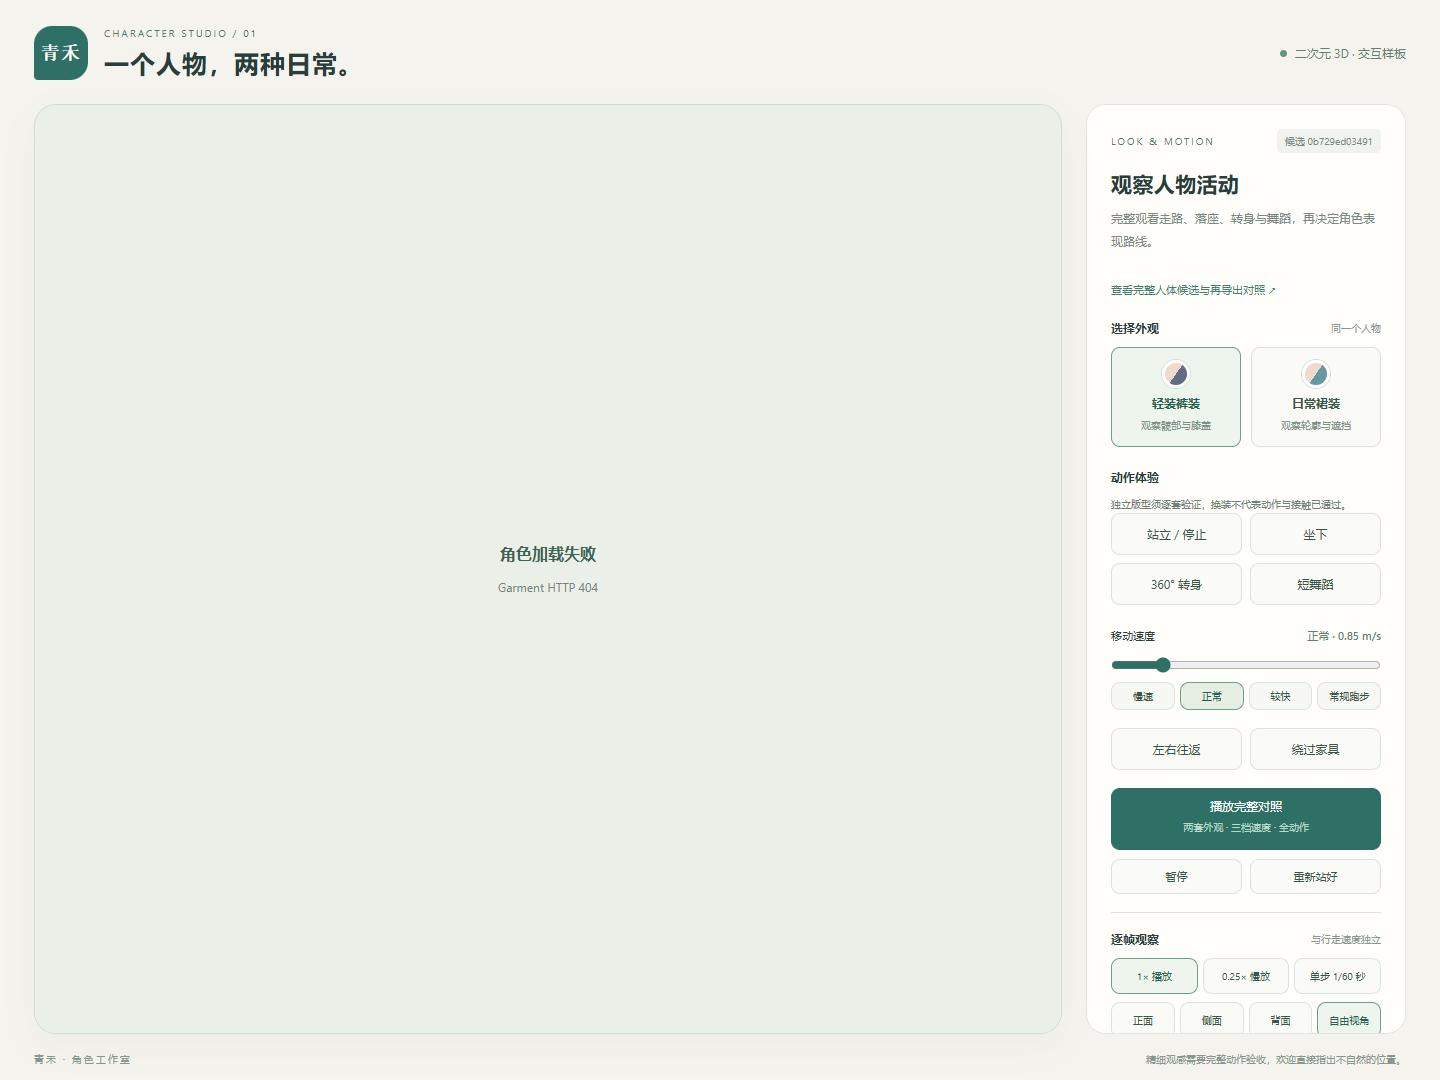 青禾
CHARACTER STUDIO / 01
一个人物，两种日常。
二次元 3D · 交互样板
角色加载失败
Garment HTTP 404
LOOK & MOTION
候选 0b729ed03491
观察人物活动
完整观看走路、落座、转身与舞蹈，再决定角色表
现路线。
查看完整人体候选与再导出对照 ↗
选择外观
同一个人物
轻装裤装
观察髋部与膝盖
日常裙装
观察轮廓与遮挡
动作体验
独立版型须逐套验证，换装不代表动作与接触已通过。
站立 / 停止
坐下
360° 转身
短舞蹈
移动速度
正常 · 0.85 m/s
慢速
正常
较快
常规跑步
左右往返
绕过家具
播放完整对照
两套外观 · 三档速度 · 全动作
暂停
重新站好
逐帧观察
与行走速度独立
1× 播放
0.25× 慢放
单步 1/60 秒
正面
侧面
背面
自由视角
青禾 · 角色工作室
精细观感需要完整动作验收，欢迎直接指出不自然的位置。